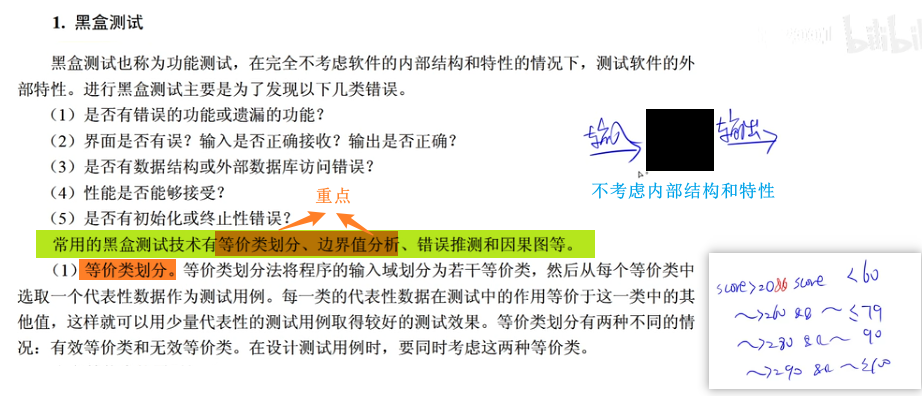 1. 黑盒测试
黑盒测试也称为功能测试，在完全不考虑软件的内部结构和特性的情况下，测试软件的外
部特性。进行黑盒测试主要是为了发现以下几类错误。
（1）是否有错误的功能或遗漏的功能？
（2）界面是否有误？输入是否正确接收？输出是否正确？
（3）是否有数据结构或外部数据库访问错误？
（4）性能是否能够接受？
（5）是否有初始化或终止性错误？
重点
常用的黑盒测试技术有等价类划分、边界值分析、错误推测和因果图等。
（1）等价类划分。等价类划分法将程序的输入域划分为若干等价类，然后从每个等价类中
选取一个代表性数据作为测试用例。每一类的代表性数据在测试中的作用等价于这一类中的其
他值，这样就可以用少量代表性的测试用例取得较好的测试效果。等价类划分有两种不同的情
况：有效等价类和无效等价类。在设计测试用例时，要同时考虑这两种等价类。
bilibili
输入
输出
不考虑内部结构和特性
score score <60
~>=60 && ~ ≤79
~>=80 ~ 90
~>=90 ~ ≤100